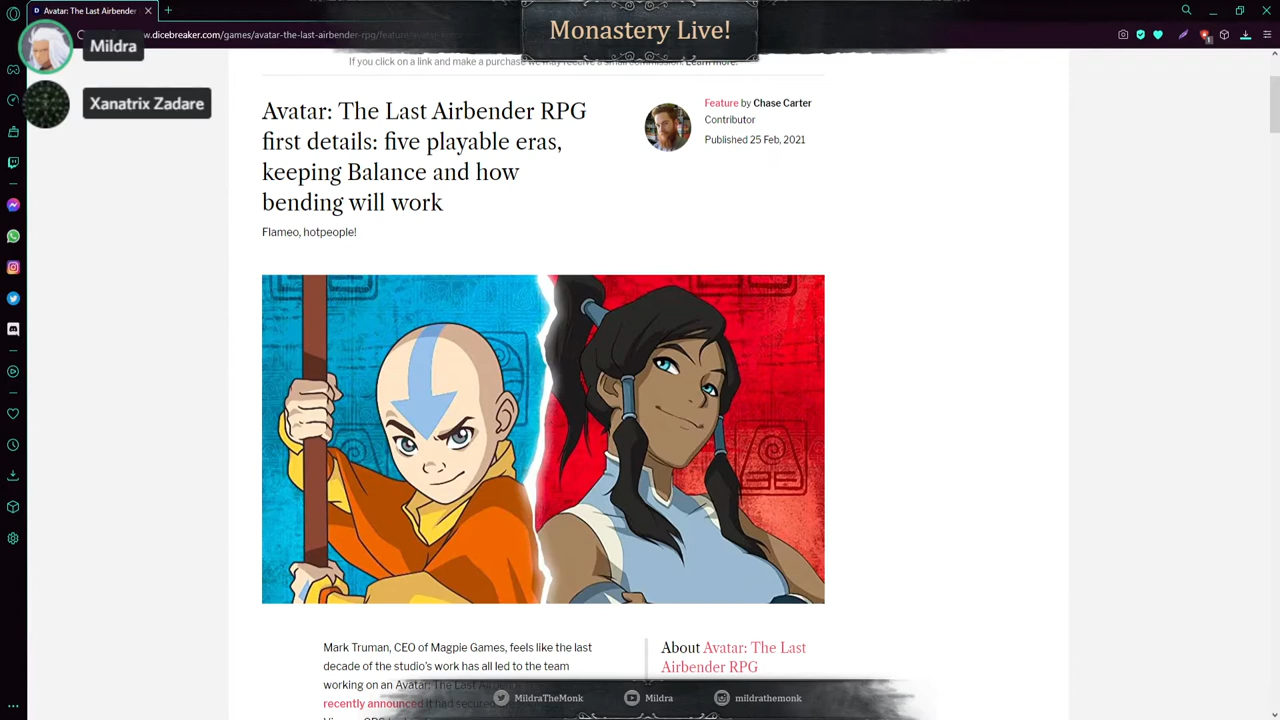 Avatar: The Last Airbender
Monastery Live!
Mildra
w.dicebreaker.com/games/avatar-the-last-airbender-rpg/feature/avatar
Xanatrix Zadare
If you click on a link and make a purchase we may receive a small commission. Learn more.
Avatar: The Last Airbender RPG
first details: five playable eras,
keeping Balance and how
bending will work
Flameo, hotpeople!
Feature by Chase Carter
Contributor
Published 25 Feb, 2021
Mark Truman, CEO of Magpie Games, feels like the last
decade of the studio's work has all led to the team
working on an Avatar: The Last
recently announced it had secured
About Avatar: The Last
Airbender RPG
MildraTheMonk
Mildra
mildrathemonk